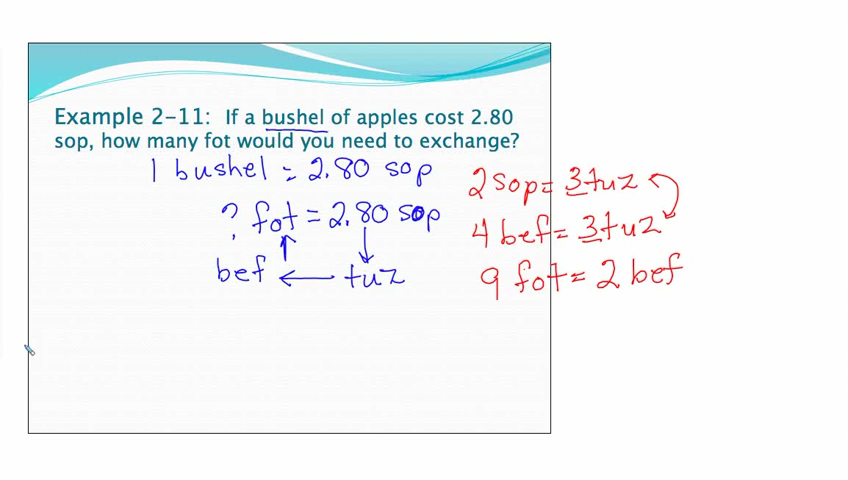 Example 2-11: If a bushel of apples cost 2.80
sop, how many fot would you need to exchange?
1 bushel = 2.80 sop
? fot = 2.80 sop
bef ← tuz
2 sop = 3 tuz
4 bef = 3 tuz
9 fot = 2 bef